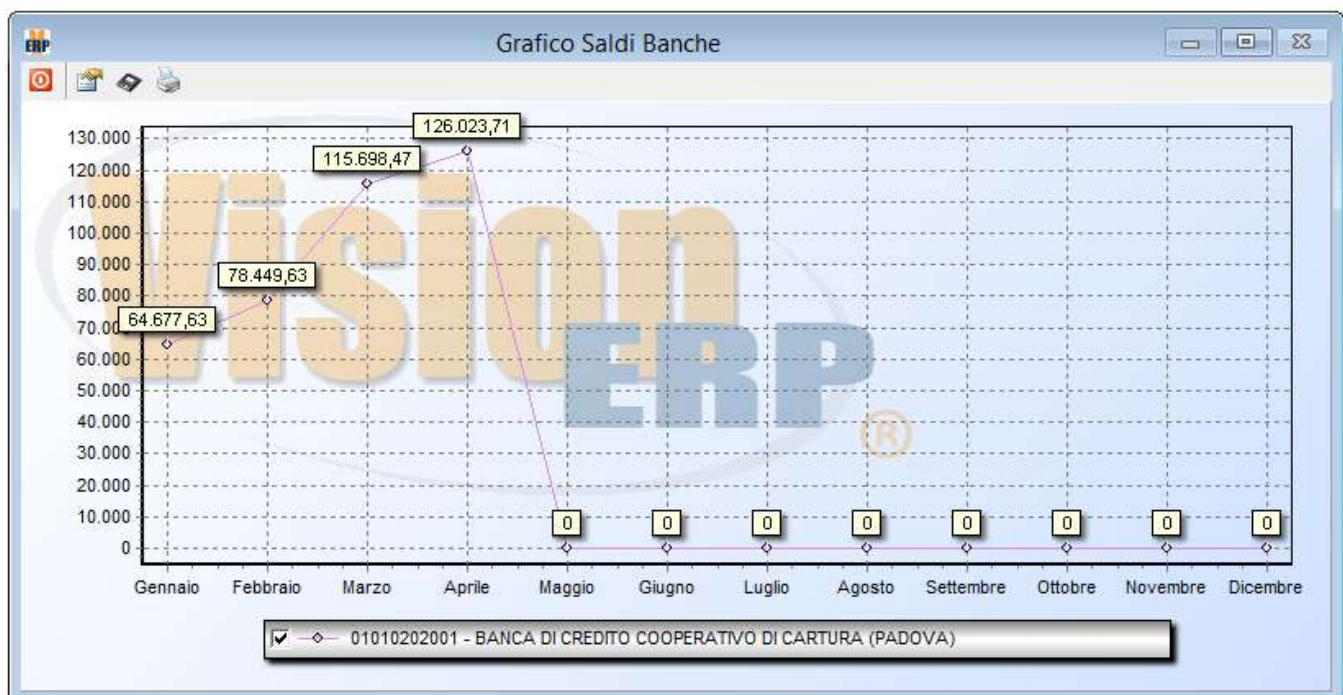 ERP
Grafico Saldi Banche
Vision
ERP
®
130.000
120.000
110.000
100.000
90.000
80.000
70.000
60.000
50.000
40.000
30.000
20.000
10.000
0
64.677,63
78.449,63
115.698,47
126.023,71
0 0 0 0 0 0 0 0
Gennaio Febbraio Marzo Aprile Maggio Giugno Luglio Agosto Settembre Ottobre Novembre Dicembre
01010202001 - BANCA DI CREDITO COOPERATIVO DI CARTURA (PADOVA)